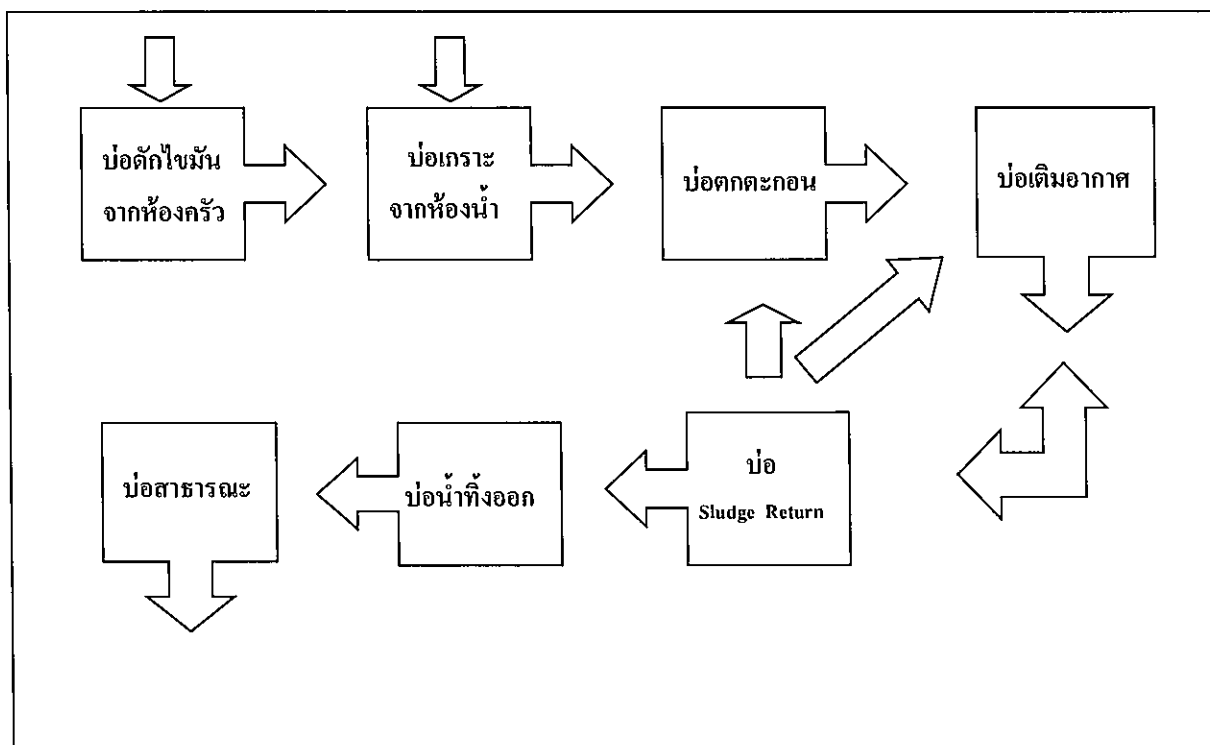 บ่อดักไขมัน
จากห้องครัว
บ่อเกราะ
จากห้องน้ำ
บ่อตกตะกอน
บ่อเติมอากาศ
บ่อสาธารณะ
บ่อน้ำทิ้งออก
บ่อ
Sludge Return